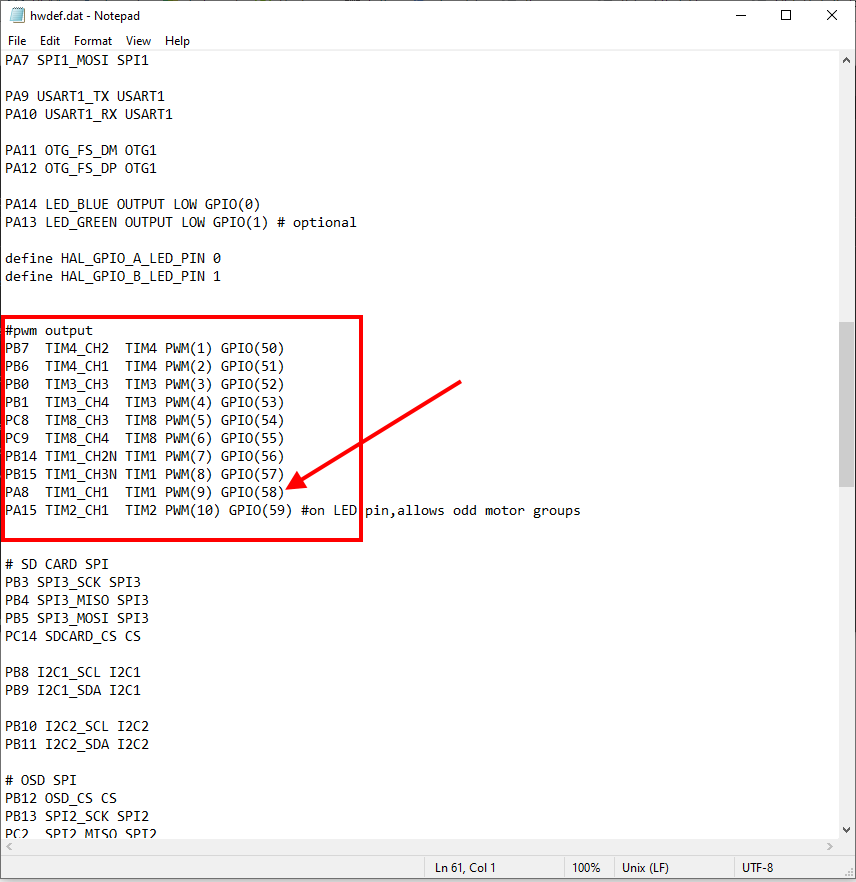 hwdef.dat - Notepad
File Edit Format View Help
PA7 SPI1_MOSI SPI1
PA9 USART1_TX USART1
PA10 USART1_RX USART1
PA11 OTG_FS_DM OTG1
PA12 OTG_FS_DP OTG1
PA14 LED_BLUE OUTPUT LOW GPIO(0)
PA13 LED_GREEN OUTPUT LOW GPIO(1) # optional
define HAL_GPIO_A_LED_PIN 0
define HAL_GPIO_B_LED_PIN 1
#pwm output
PB7  TIM4_CH2  TIM4 PWM(1) GPIO(50)
PB6  TIM4_CH1  TIM4 PWM(2) GPIO(51)
PB0  TIM3_CH3  TIM3 PWM(3) GPIO(52)
PB1  TIM3_CH4  TIM3 PWM(4) GPIO(53)
PC8  TIM8_CH3  TIM8 PWM(5) GPIO(54)
PC9  TIM8_CH4  TIM8 PWM(6) GPIO(55)
PB14 TIM1_CH2N TIM1 PWM(7) GPIO(56)
PB15 TIM1_CH3N TIM1 PWM(8) GPIO(57)
PA8  TIM1_CH1  TIM1 PWM(9) GPIO(58)
PA15 TIM2_CH1  TIM2 PWM(10) GPIO(59) #on LED pin,allows odd motor groups
# SD CARD SPI
PB3 SPI3_SCK SPI3
PB4 SPI3_MISO SPI3
PB5 SPI3_MOSI SPI3
PC14 SDCARD_CS CS
PB8 I2C1_SCL I2C1
PB9 I2C1_SDA I2C1
PB10 I2C2_SCL I2C2
PB11 I2C2_SDA I2C2
# OSD SPI
PB12 OSD_CS CS
PB13 SPI2_SCK SPI2
PC2  SPI2_MISO SPI2
Ln 61, Col 1 100% Unix (LF) UTF-8